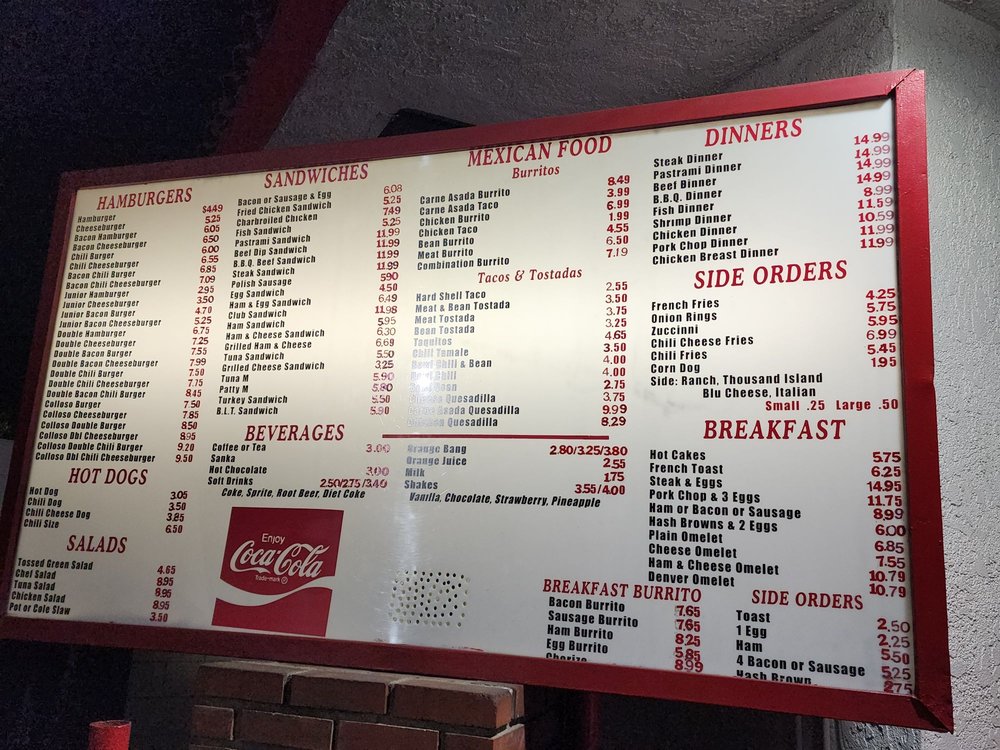 HAMBURGERS
Hamburger $4.49
Cheeseburger 5.25
Bacon Hamburger 6.05
Bacon Cheeseburger 6.50
Chili Burger 6.00
Chili Cheeseburger 6.55
Bacon Chili Burger 6.85
Bacon Chili Cheeseburger 7.09
Junior Hamburger 2.95
Junior Cheeseburger 3.50
Junior Bacon Burger 4.70
Junior Bacon Cheeseburger 5.25
Double Hamburger 6.75
Double Cheeseburger 7.25
Double Bacon Burger 7.55
Double Bacon Cheeseburger 7.99
Double Chili Burger 7.50
Double Chili Cheeseburger 7.75
Double Bacon Chili Burger 8.45
Colloso Burger 7.50
Colloso Cheeseburger 7.85
Colloso Double Burger 8.50
Colloso Dbl Cheeseburger 8.95
Colloso Double Chili Burger 9.20
Colloso Dbl Chili Cheeseburger 9.50
HOT DOGS
Hot Dog 3.05
Chili Dog 3.50
Chili Cheese Dog 3.85
Chili Size 6.50
SALADS
Tossed Green Salad 4.65
Chef Salad 8.95
Tuna Salad 8.95
Chicken Salad 8.95
Pot or Cole Slaw 3.50
SANDWICHES
Bacon or Sausage & Egg 6.08
Fried Chicken Sandwich 5.25
Charbroiled Chicken 7.49
Fish Sandwich 5.25
Pastrami Sandwich 11.99
Beef Dip Sandwich 11.99
B.B.Q. Beef Sandwich 11.99
Steak Sandwich 11.99
Polish Sausage 5.90
Egg Sandwich 4.50
Ham & Egg Sandwich 6.49
Club Sandwich 11.98
Ham Sandwich 5.95
Ham & Cheese Sandwich 6.30
Grilled Ham & Cheese 6.69
Tuna Sandwich 5.50
Grilled Cheese Sandwich 3.25
Tuna M 5.90
Patty M 5.80
Turkey Sandwich 5.50
B.L.T. Sandwich 5.90
BEVERAGES
Coffee or Tea 3.00
Sanka
Hot Chocolate 3.00
Soft Drinks 2.50/2.75/3.40
Coke, Sprite, Root Beer, Diet Coke
Enjoy
Coca-Cola
Trade-mark ®
MEXICAN FOOD
Burritos
Carne Asada Burrito 8.49
Carne Asada Taco 3.99
Chicken Burrito 6.99
Chicken Taco 1.99
Bean Burrito 4.55
Meat Burrito 6.50
Combination Burrito 7.19
Tacos & Tostadas
Hard Shell Taco 2.55
Meat & Bean Tostada 3.50
Meat Tostada 3.75
Bean Tostada 3.25
Taquitos 4.65
Chili Tamale 3.50
Bowl Chili & Bean 4.00
Bowl Chili 4.00
2.75
Cheese Quesadilla 3.75
Carne Asada Quesadilla 9.99
Chicken Quesadilla 8.29
Orange Bang 2.80/3.25/3.80
Orange Juice 2.55
Milk 1.75
Shakes 3.55/4.00
Vanilla, Chocolate, Strawberry, Pineapple
DINNERS
Steak Dinner 14.99
Pastrami Dinner 14.99
Beef Dinner 14.99
B.B.Q. Dinner 14.99
Fish Dinner 8.99
Shrimp Dinner 11.59
Chicken Dinner 10.59
Pork Chop Dinner 11.99
Chicken Breast Dinner 11.99
SIDE ORDERS
French Fries 4.25
Onion Rings 5.75
Zuccinni 5.95
Chili Cheese Fries 6.99
Chili Fries 5.45
Corn Dog 1.95
Side: Ranch, Thousand Island
Blu Cheese, Italian
Small .25 Large .50
BREAKFAST
Hot Cakes 5.75
French Toast 6.25
Steak & Eggs 14.95
Pork Chop & 3 Eggs 11.75
Ham or Bacon or Sausage 8.99
Hash Browns & 2 Eggs
Plain Omelet 6.00
Cheese Omelet 6.85
Ham & Cheese Omelet 7.55
Denver Omelet 10.79
10.79
BREAKFAST BURRITO
Bacon Burrito 7.65
Sausage Burrito 7.65
Ham Burrito 8.25
Egg Burrito 5.85
Chorizo 8.99
SIDE ORDERS
Toast 2.50
1 Egg 2.25
Ham 5.50
4 Bacon or Sausage 5.25
Hash Brown 2.75